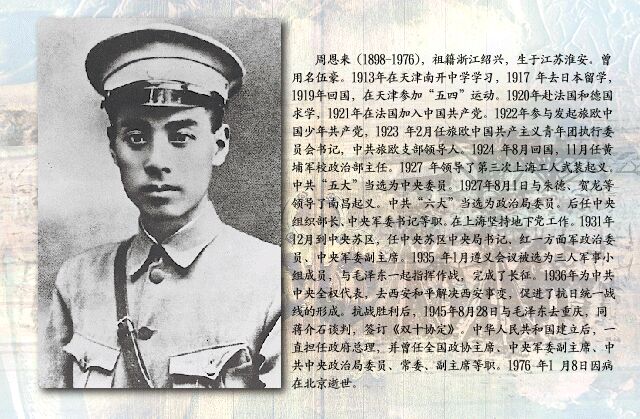 周恩来（1898-1976），祖籍浙江绍兴，生于江苏淮安。曾
用名伍豪。1913年在天津南开中学学习，1917 年去日本留学，
1919年回国，在天津参加“五四”运动。1920年赴法国和德国
求学，1921年在法国加入中国共产党。1922年参与发起旅欧中
国少年共产党，1923 年2月任旅欧中国共产主义青年团执行委
员会书记，中共旅欧支部领导人。1924 年8月回国，11月任黄
埔军校政治部主任。1927 年领导了第三次上海工人武装起义。
中共“五大”当选为中央委员。1927年8月1日与朱德、贺龙等
领导了南昌起义。中共“六大”当选为政治局委员。后任中央
组织部长、中央军委书记等职。在上海坚持地下党工作。1931年
12月到中央苏区，任中央苏区中央局书记，红一方面军政治委
员、中央军委副主席。1935 年1月遵义会议被选为三人军事小
组成员，与毛泽东一起指挥作战，完成了长征。1936年为中共
中央全权代表，去西安和平解决西安事变，促进了抗日统一战
线的形成。抗战胜利后，1945年8月28日与毛泽东去重庆，同
蒋介石谈判，签订《双十协定》。中华人民共和国建立后，一
直担任政府总理，并曾任全国政协主席、中央军委副主席、中
共中央政治局委员、常委、副主席等职。1976 年1 月8日因病
在北京逝世。